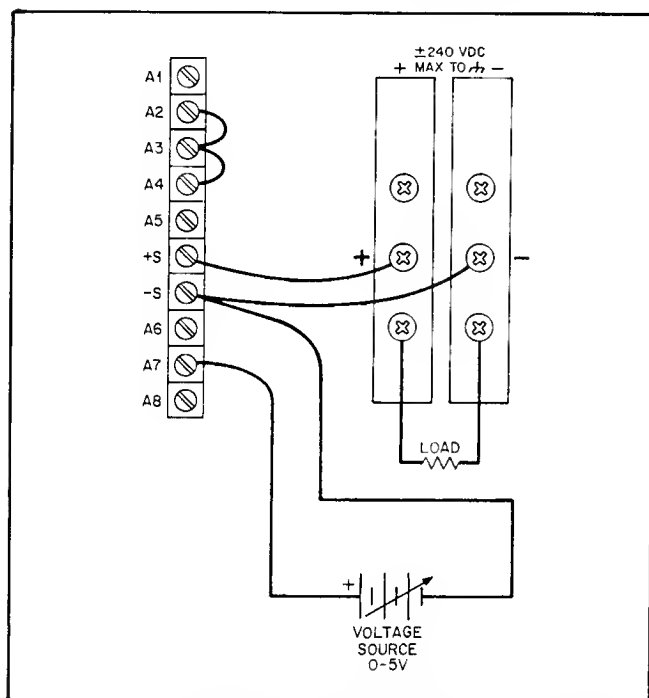 ±240 VDC
+ MAX TO ⏚ −
A1
A2
A3
A4
A5
+S
−S
A6
A7
A8
+
−
LOAD
+
VOLTAGE
SOURCE
0-5V